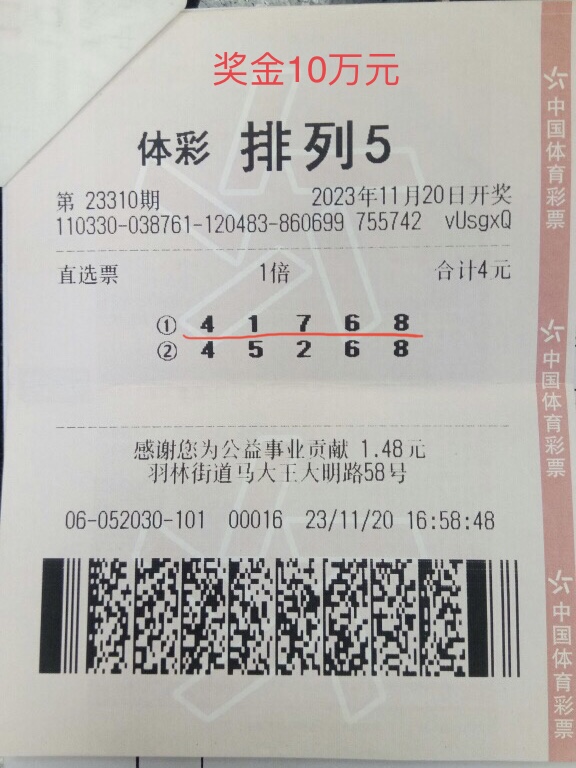 奖金10万元
体彩 排列5
第 23310期 2023年11月20日开奖
110330-038761-120483-860699 755742 vUsgxQ
直选票 1倍 合计4元
① 4 1 7 6 8
② 4 5 2 6 8
感谢您为公益事业贡献 1.48元
羽林街道马大王大明路58号
06-052030-101 00016 23/11/20 16:58:48
中国体育彩票
中国体育彩票
中国体育彩票